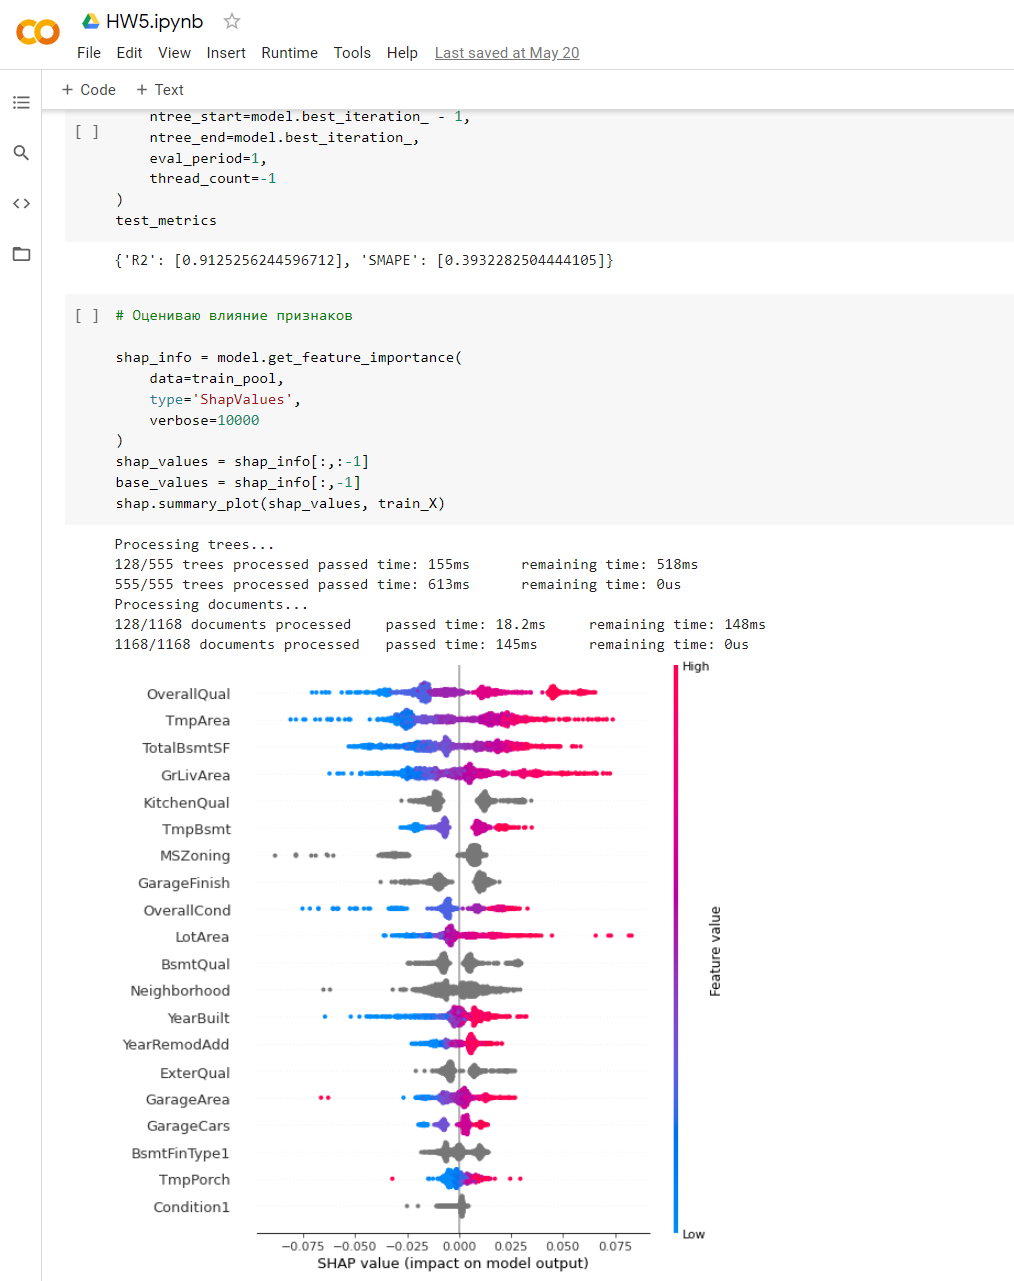 HW5.ipynb
File Edit View Insert Runtime Tools Help Last saved at May 20
+ Code + Text
ntree_start=model.best_iteration_ - 1,
[ ] ntree_end=model.best_iteration_,
eval_period=1,
thread_count=-1
)
test_metrics
{'R2': [0.9125256244596712], 'SMAPE': [0.3932282504444105]}
[ ] # Оцениваю влияние признаков
shap_info = model.get_feature_importance(
data=train_pool,
type='ShapValues',
verbose=10000
)
shap_values = shap_info[:,:-1]
base_values = shap_info[:,-1]
shap.summary_plot(shap_values, train_X)
Processing trees...
128/555 trees processed passed time: 155ms remaining time: 518ms
555/555 trees processed passed time: 613ms remaining time: 0us
Processing documents...
128/1168 documents processed passed time: 18.2ms remaining time: 148ms
1168/1168 documents processed passed time: 145ms remaining time: 0us
High
OverallQual
TmpArea
TotalBsmtSF
GrLivArea
KitchenQual
TmpBsmt
MSZoning
GarageFinish
OverallCond
LotArea
BsmtQual
Neighborhood
YearBuilt
YearRemodAdd
ExterQual
GarageArea
GarageCars
BsmtFinType1
TmpPorch
Condition1
Feature value
Low
−0.075 −0.050 −0.025 0.000 0.025 0.050 0.075
SHAP value (impact on model output)